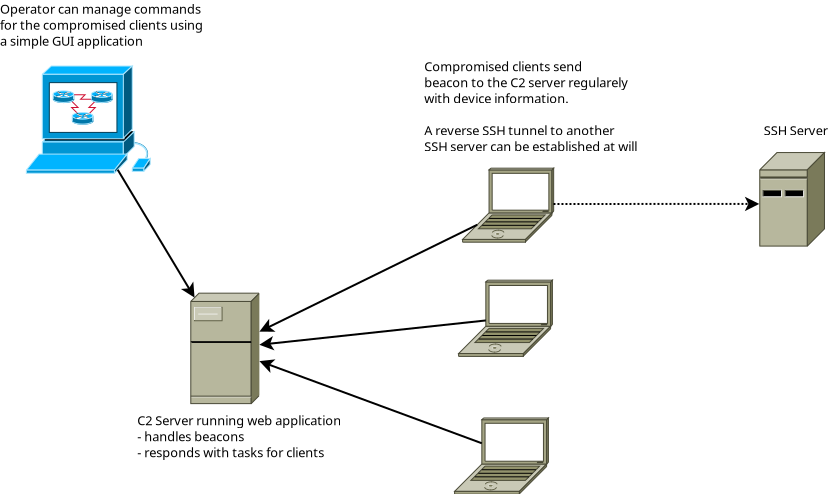 Operator can manage commands
for the compromised clients using
a simple GUI application
Compromised clients send
beacon to the C2 server regularely
with device information.
A reverse SSH tunnel to another
SSH server can be established at will
SSH Server
C2 Server running web application
- handles beacons
- responds with tasks for clients